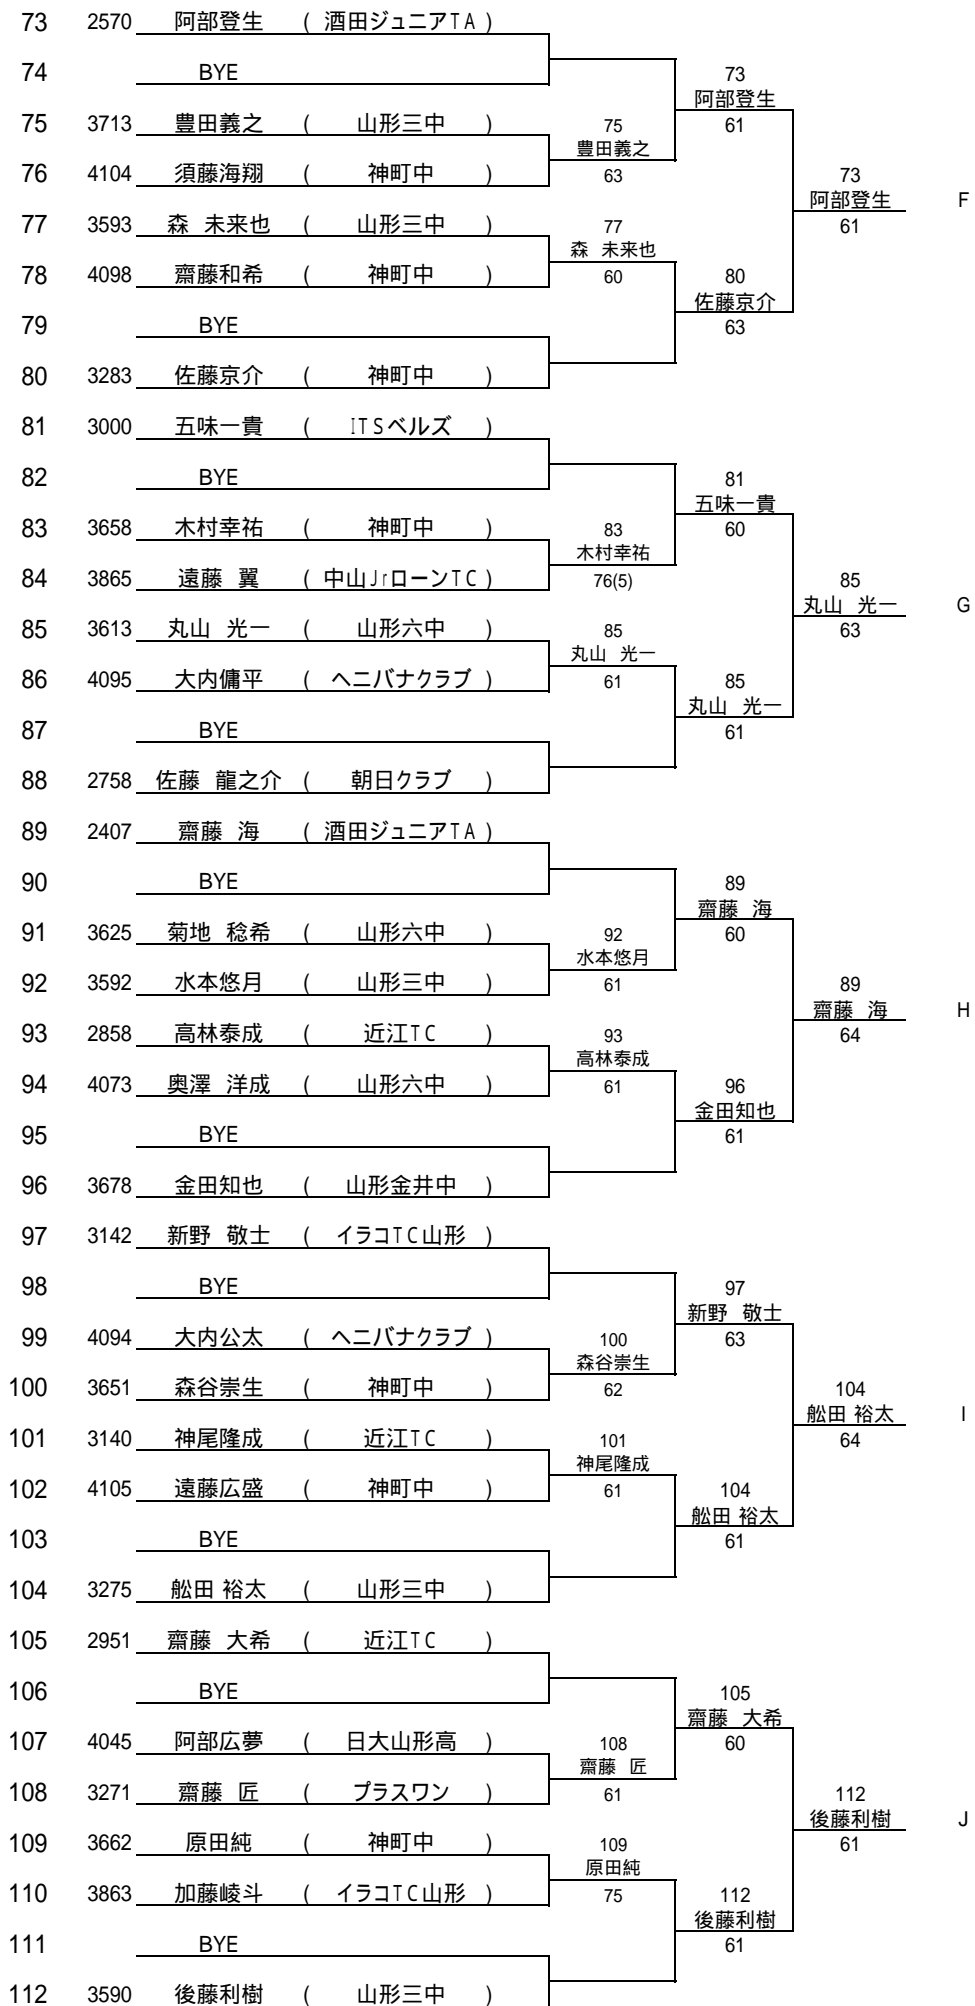 73 2570 阿部登生 ( 酒田ジュニアTA )
74 BYE
73
阿部登生
75 3713 豊田義之 ( 山形三中 )
75
豊田義之
61
76 4104 須藤海翔 ( 神町中 )
63
73
阿部登生
F
77 3593 森 未来也 ( 山形三中 )
77
森 未来也
61
78 4098 齋藤和希 ( 神町中 )
60
80
佐藤京介
79 BYE
63
80 3283 佐藤京介 ( 神町中 )
81 3000 五味一貴 ( ITSベルズ )
82 BYE
81
五味一貴
83 3658 木村幸祐 ( 神町中 )
83
木村幸祐
60
84 3865 遠藤 翼 ( 中山JrローンTC )
76(5)
85
丸山 光一
G
85 3613 丸山 光一 ( 山形六中 )
85
丸山 光一
63
86 4095 大内傭平 ( ヘニバナクラブ )
61
85
丸山 光一
87 BYE
61
88 2758 佐藤 龍之介 ( 朝日クラブ )
89 2407 齋藤 海 ( 酒田ジュニアTA )
90 BYE
89
齋藤 海
91 3625 菊地 稔希 ( 山形六中 )
92
水本悠月
60
92 3592 水本悠月 ( 山形三中 )
61
89
齋藤 海
H
93 2858 高林泰成 ( 近江TC )
93
高林泰成
64
94 4073 奥澤 洋成 ( 山形六中 )
61
96
金田知也
95 BYE
61
96 3678 金田知也 ( 山形金井中 )
97 3142 新野 敬士 ( イラコTC山形 )
98 BYE
97
新野 敬士
99 4094 大内公太 ( ヘニバナクラブ )
100
森谷崇生
63
100 3651 森谷崇生 ( 神町中 )
62
104
舩田 裕太
I
101 3140 神尾隆成 ( 近江TC )
101
神尾隆成
64
102 4105 遠藤広盛 ( 神町中 )
61
104
舩田 裕太
103 BYE
61
104 3275 舩田 裕太 ( 山形三中 )
105 2951 齋藤 大希 ( 近江TC )
106 BYE
105
齋藤 大希
107 4045 阿部広夢 ( 日大山形高 )
108
齋藤 匠
60
108 3271 齋藤 匠 ( プラスワン )
61
112
後藤利樹
J
109 3662 原田純 ( 神町中 )
109
原田純
61
110 3863 加藤崚斗 ( イラコTC山形 )
75
112
後藤利樹
111 BYE
61
112 3590 後藤利樹 ( 山形三中 )